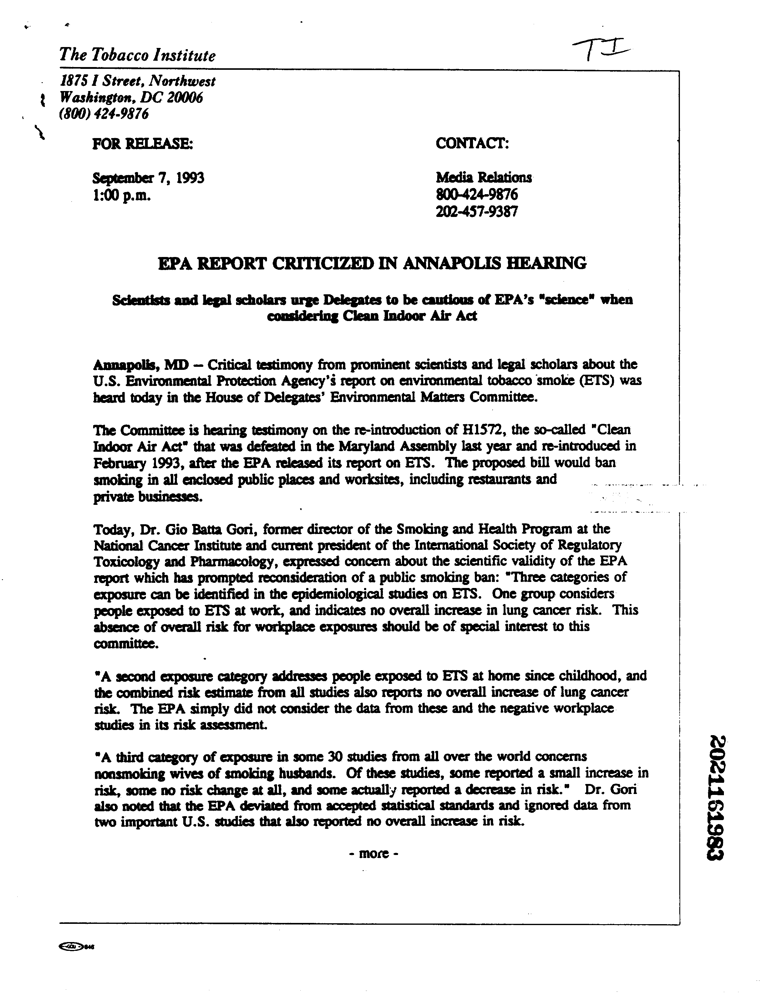 The Tobacco Institute
TI
1875 I Street, Northwest
Washington, DC 20006
(800) 424-9876
FOR RELEASE:
CONTACT:
September 7, 1993
1:00 p.m.
Media Relations
800-424-9876
202-457-9387
EPA REPORT CRITICIZED IN ANNAPOLIS HEARING
Scientists and legal scholars urge Delegates to be cautious of EPA's "science" when
considering Clean Indoor Air Act
Annapolis, MD -- Critical testimony from prominent scientists and legal scholars about the
U.S. Environmental Protection Agency's report on environmental tobacco smoke (ETS) was
heard today in the House of Delegates' Environmental Matters Committee.
The Committee is hearing testimony on the re-introduction of H1572, the so-called "Clean
Indoor Air Act" that was defeated in the Maryland Assembly last year and re-introduced in
February 1993, after the EPA released its report on ETS. The proposed bill would ban
smoking in all enclosed public places and worksites, including restaurants and
private businesses.
Today, Dr. Gio Batta Gori, former director of the Smoking and Health Program at the
National Cancer Institute and current president of the International Society of Regulatory
Toxicology and Pharmacology, expressed concern about the scientific validity of the EPA
report which has prompted reconsideration of a public smoking ban: "Three categories of
exposure can be identified in the epidemiological studies on ETS. One group considers
people exposed to ETS at work, and indicates no overall increase in lung cancer risk. This
absence of overall risk for workplace exposures should be of special interest to this
committee.
"A second exposure category addresses people exposed to ETS at home since childhood, and
the combined risk estimate from all studies also reports no overall increase of lung cancer
risk. The EPA simply did not consider the data from these and the negative workplace
studies in its risk assessment.
"A third category of exposure in some 30 studies from all over the world concerns
nonsmoking wives of smoking husbands. Of these studies, some reported a small increase in
risk, some no risk change at all, and some actually reported a decrease in risk." Dr. Gori
also noted that the EPA deviated from accepted statistical standards and ignored data from
two important U.S. studies that also reported no overall increase in risk.
- more -
2021161983